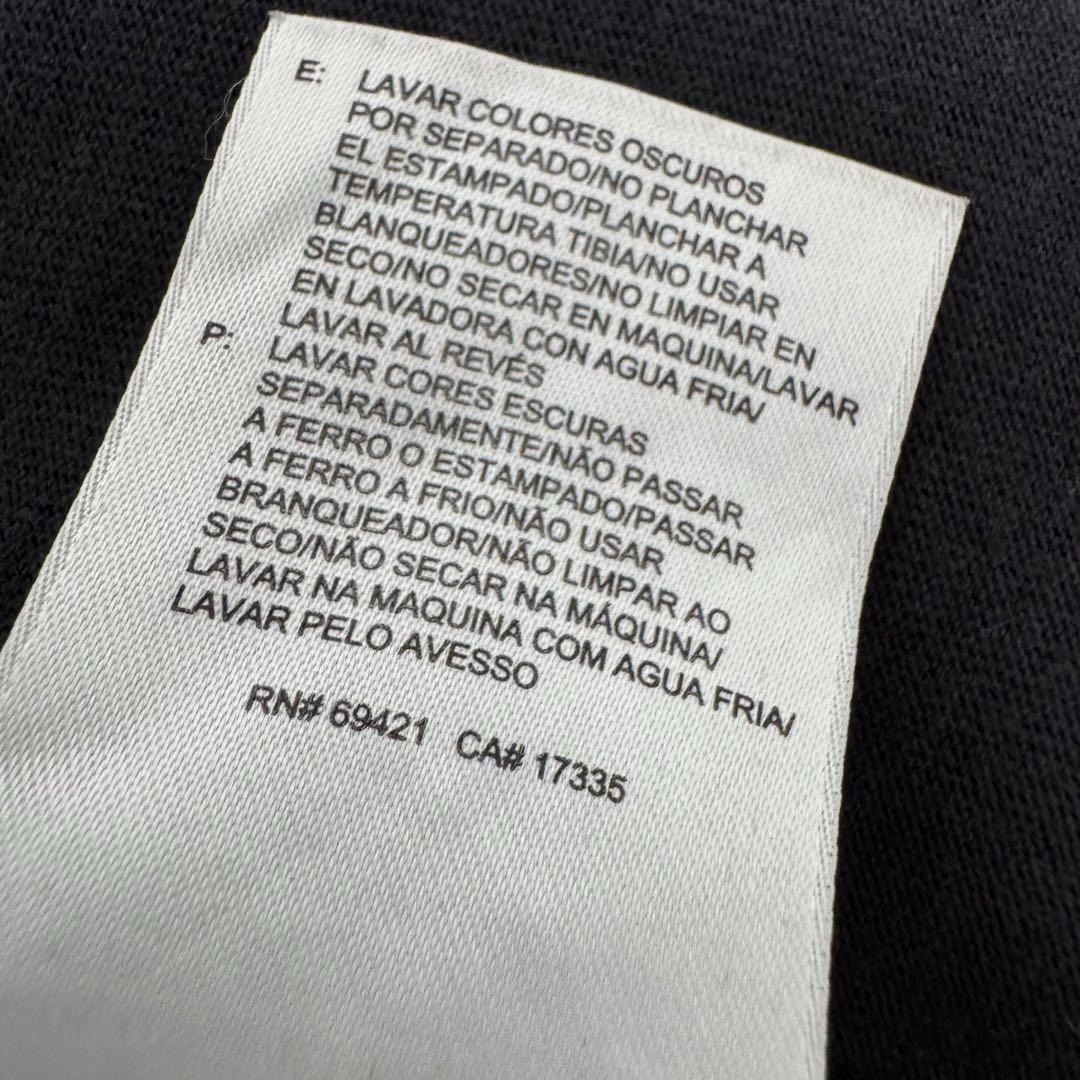 E: LAVAR COLORES OSCUROS
POR SEPARADO/NO PLANCHAR
EL ESTAMPADO/PLANCHAR A
TEMPERATURA TIBIA/NO USAR
BLANQUEADORES/NO LIMPIAR EN
SECO/NO SECAR EN MAQUINA/LAVAR
EN LAVADORA CON AGUA FRIA/
LAVAR AL REVÉS
P: LAVAR CORES ESCURAS
SEPARADAMENTE/NÃO PASSAR
A FERRO O ESTAMPADO/PASSAR
A FERRO A FRIO/NÃO USAR
BRANQUEADOR/NÃO LIMPAR AO
SECO/NÃO SECAR NA MÁQUINA/
LAVAR NA MAQUINA COM AGUA FRIA/
LAVAR PELO AVESSO
RN# 69421 CA# 17335